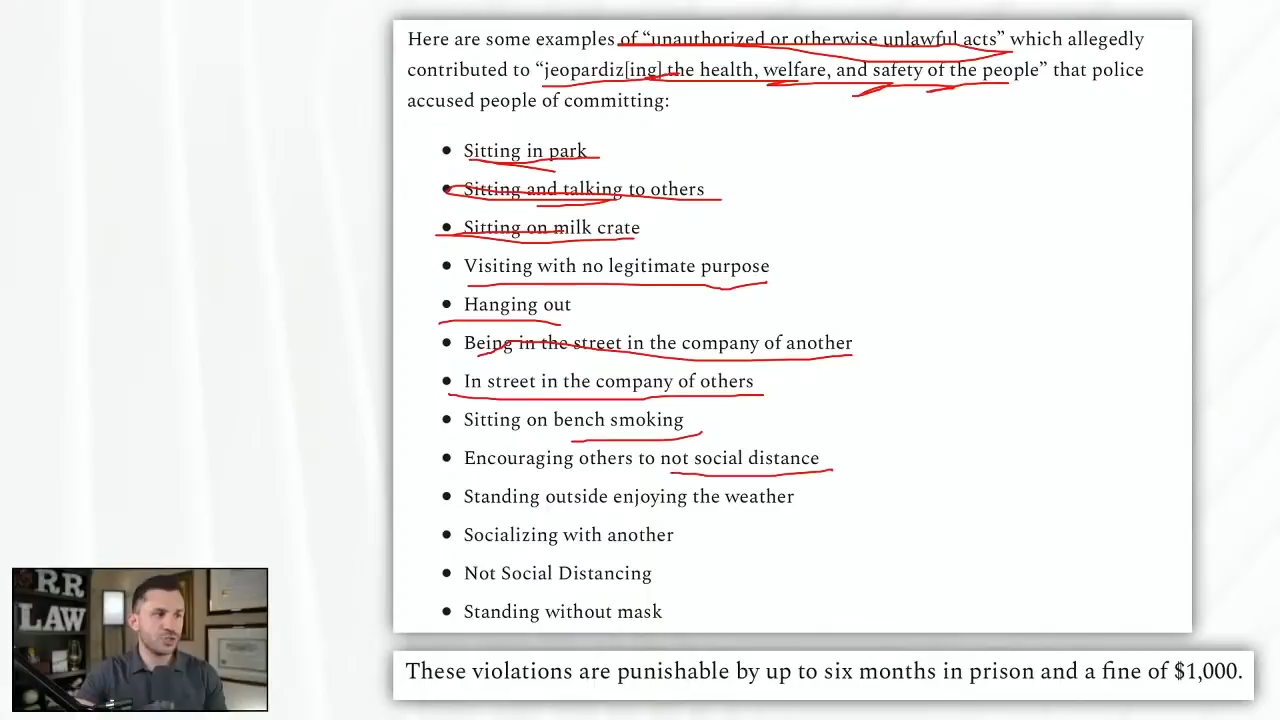 Here are some examples of “unauthorized or otherwise unlawful acts” which allegedly
contributed to “jeopardiz[ing] the health, welfare, and safety of the people” that police
accused people of committing:
• Sitting in park
• Sitting and talking to others
• Sitting on milk crate
• Visiting with no legitimate purpose
• Hanging out
• Being in the street in the company of another
• In street in the company of others
• Sitting on bench smoking
• Encouraging others to not social distance
• Standing outside enjoying the weather
• Socializing with another
• Not Social Distancing
• Standing without mask
RR
LAW
These violations are punishable by up to six months in prison and a fine of $1,000.